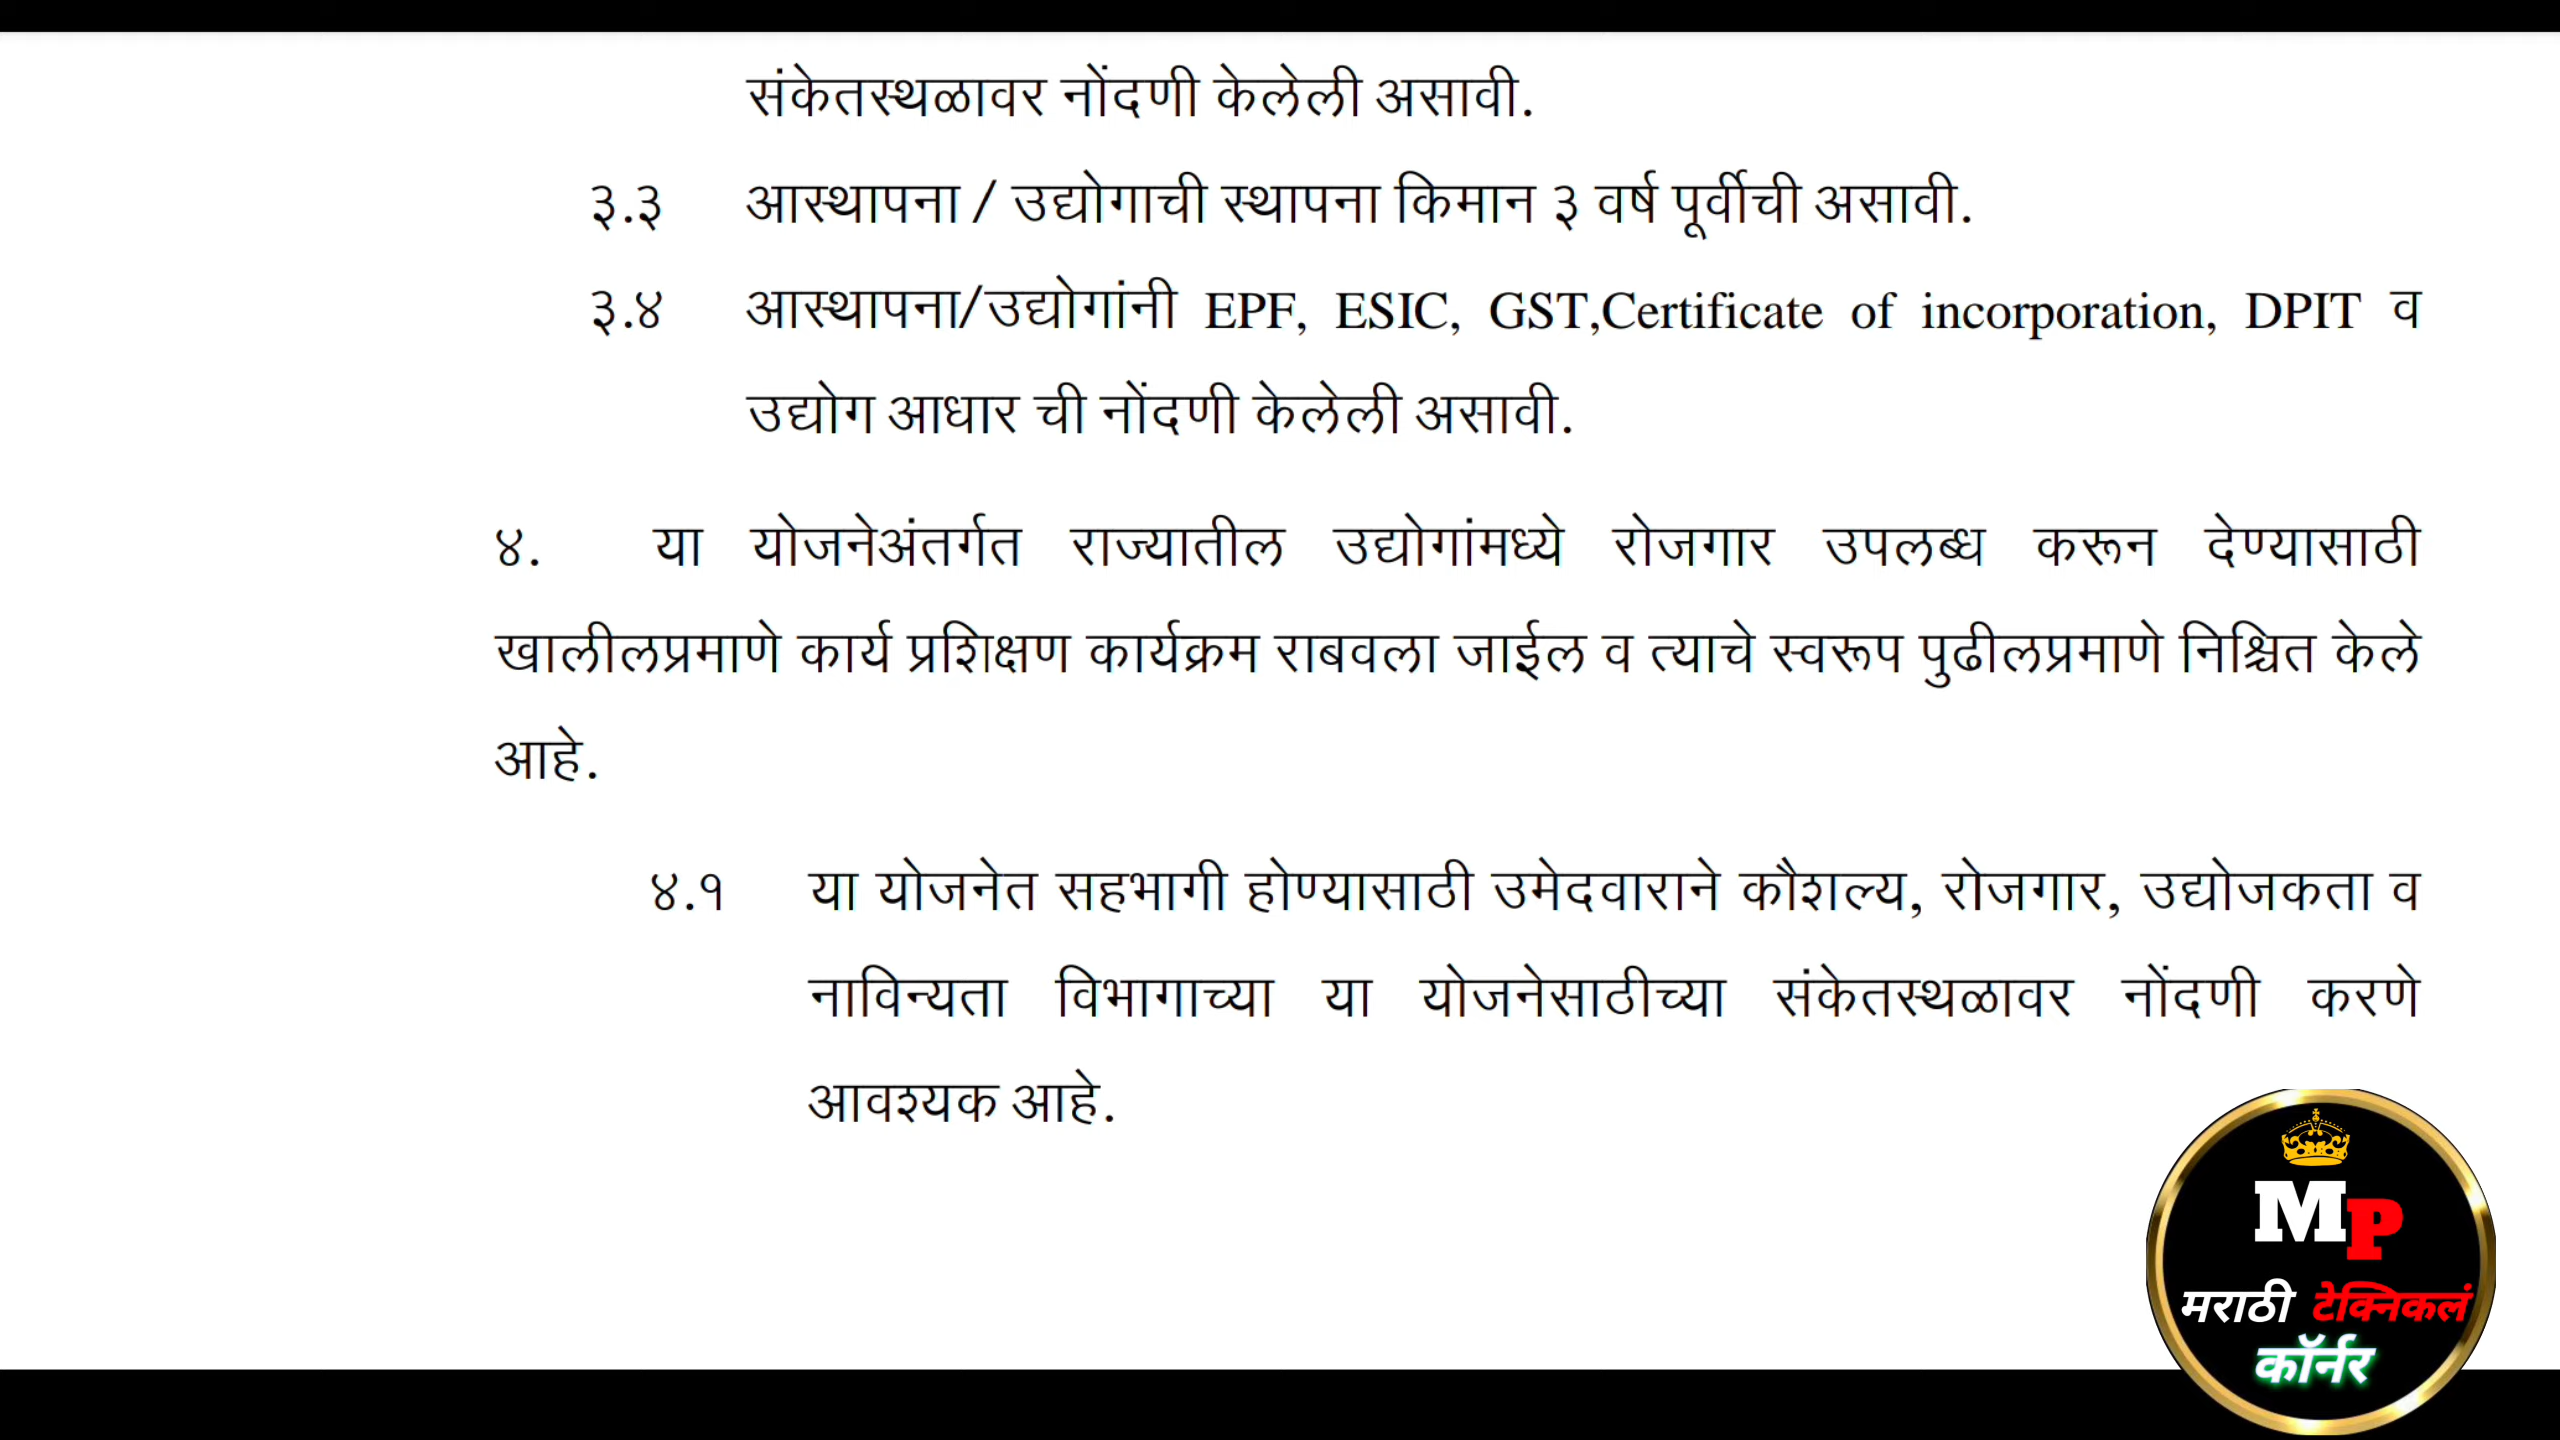 संकेतस्थळावर नोंदणी केलेली असावी.
३.३ आस्थापना / उद्योगाची स्थापना किमान ३ वर्ष पूर्वीची असावी.
३.४ आस्थापना/उद्योगांनी EPF, ESIC, GST,Certificate of incorporation, DPIT व
उद्योग आधार ची नोंदणी केलेली असावी.
४. या योजनेअंतर्गत राज्यातील उद्योगांमध्ये रोजगार उपलब्ध करून देण्यासाठी
खालीलप्रमाणे कार्य प्रशिक्षण कार्यक्रम राबवला जाईल व त्याचे स्वरूप पुढीलप्रमाणे निश्चित केले
आहे.
४.१ या योजनेत सहभागी होण्यासाठी उमेदवाराने कौशल्य, रोजगार, उद्योजकता व
नाविन्यता विभागाच्या या योजनेसाठीच्या संकेतस्थळावर नोंदणी करणे
आवश्यक आहे.
MP
मराठी टेक्निकलं
कॉर्नर